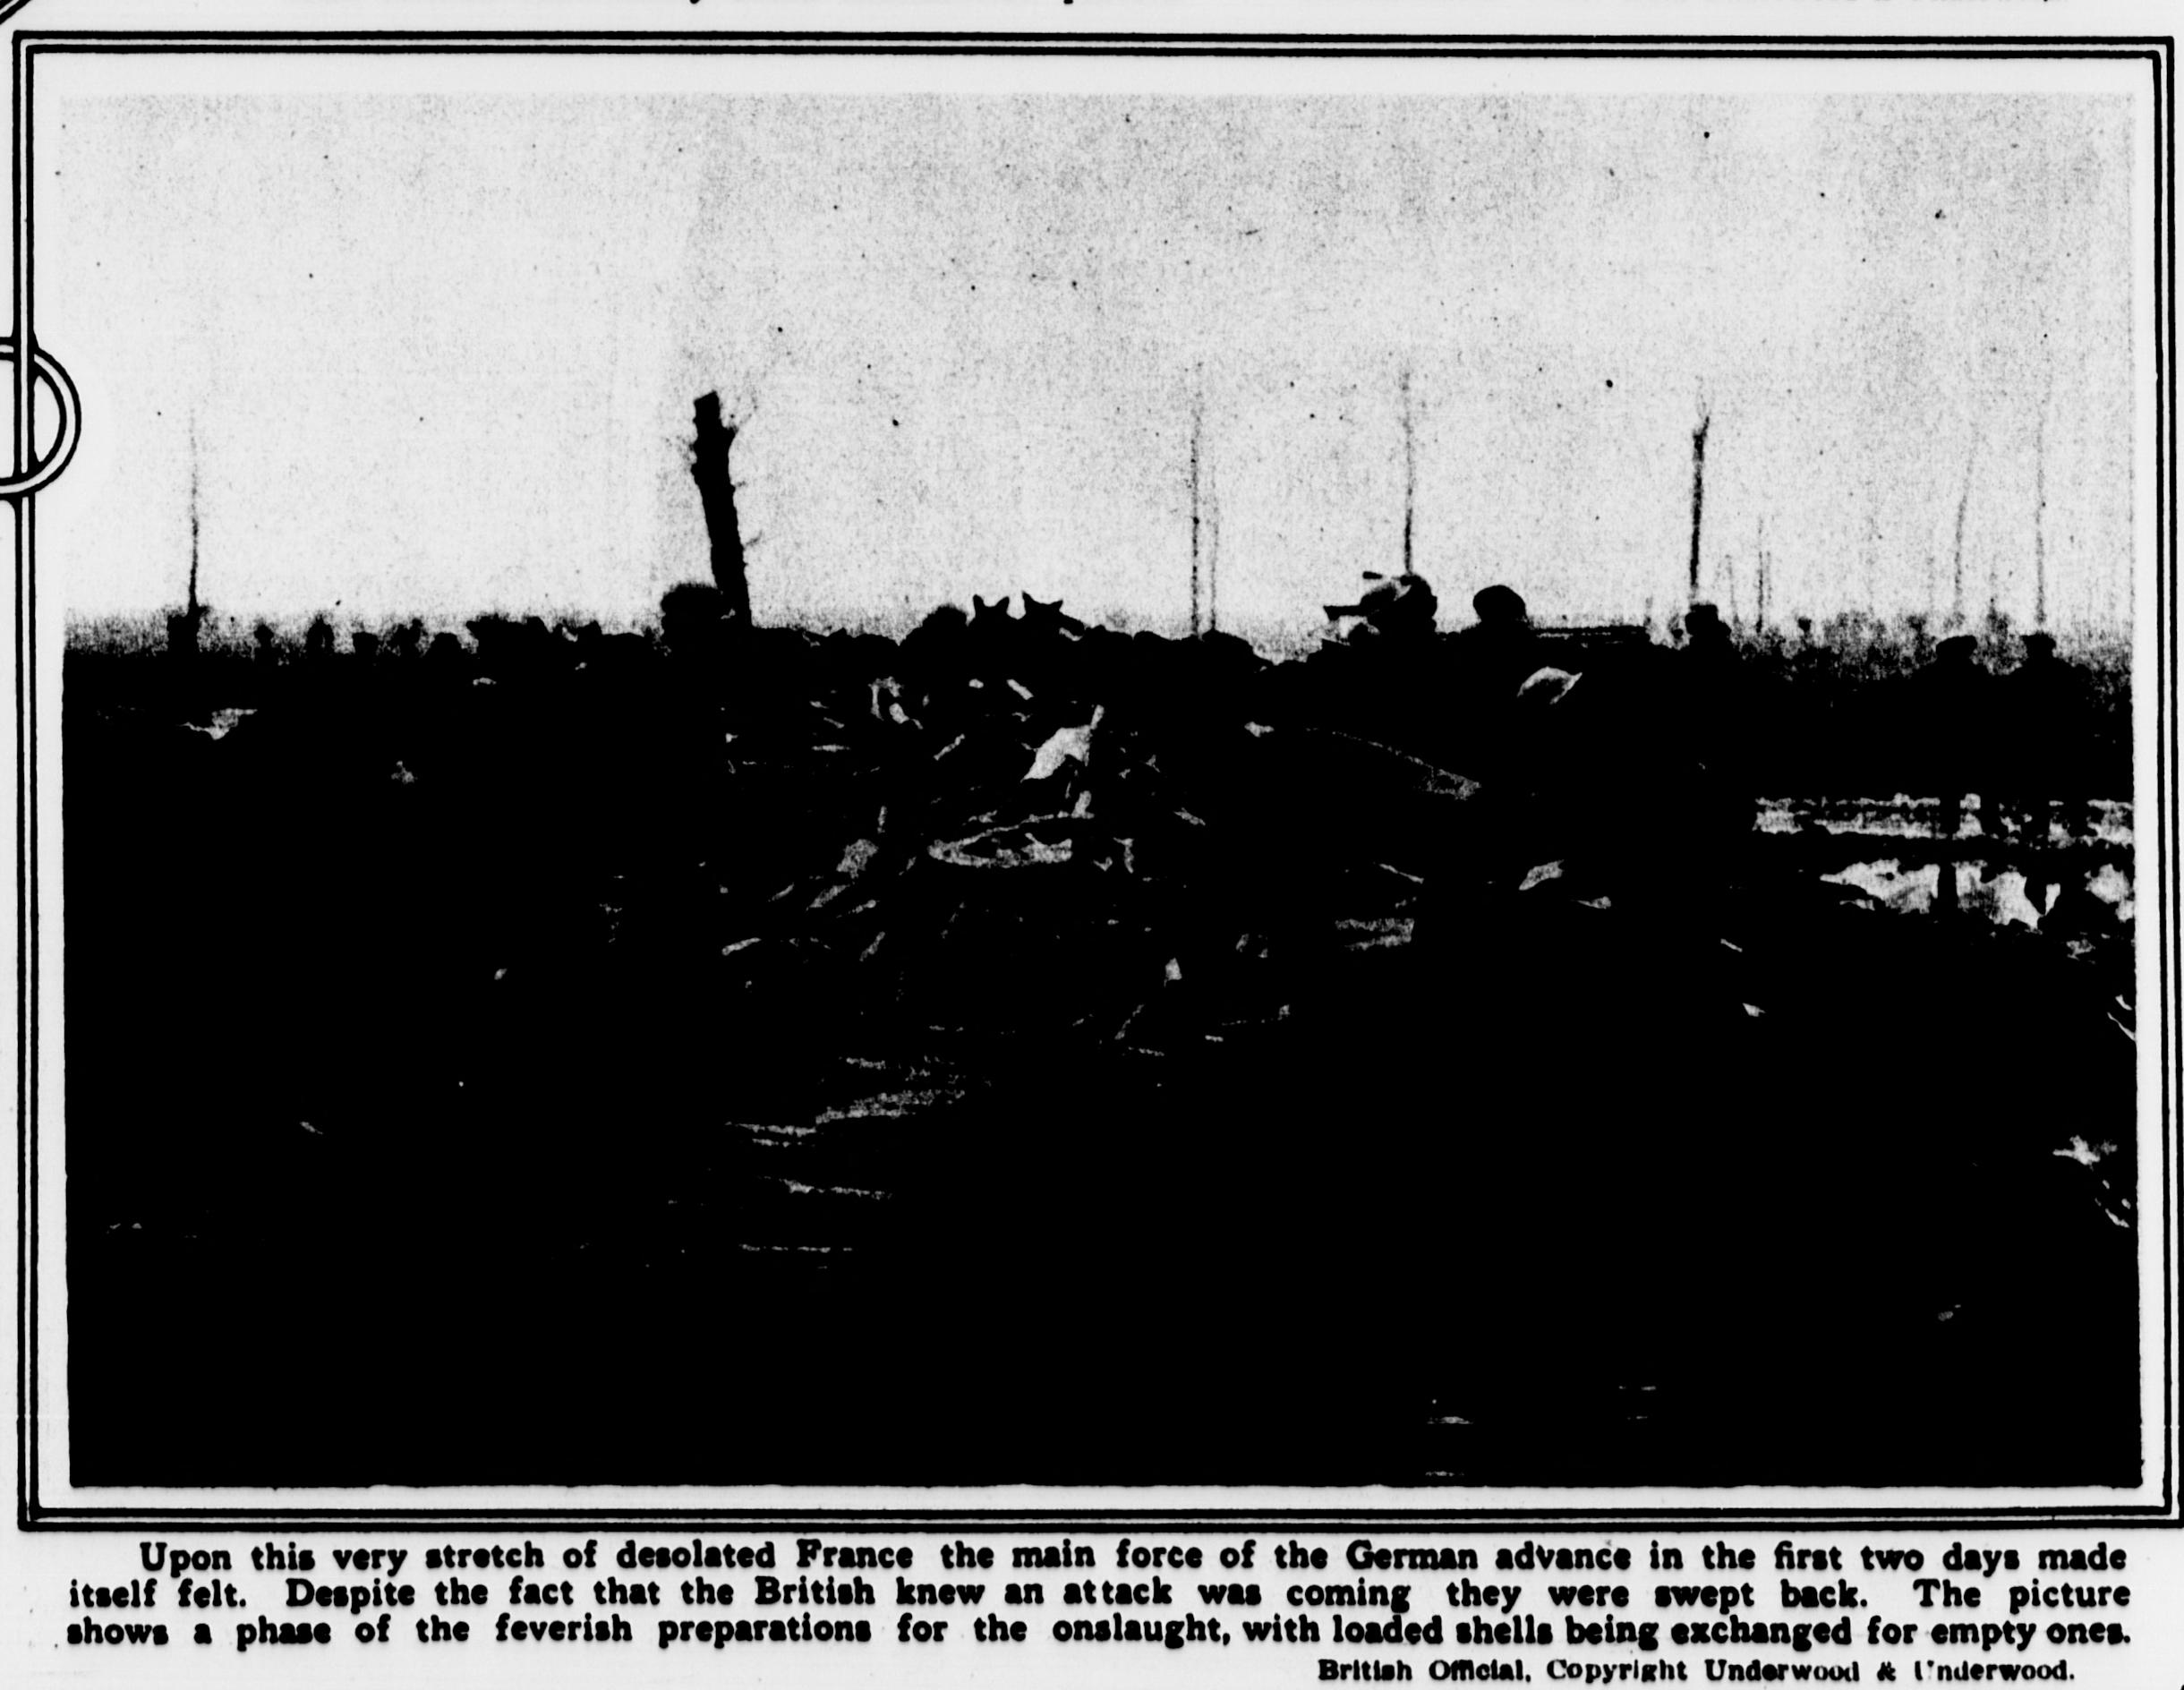 Upon this very stretch of desolated France the main force of the German advance in the first two days made
itself felt. Despite the fact that the British knew an attack was coming they were swept back. The picture
shows a phase of the feverish preparations for the onslaught, with loaded shells being exchanged for empty ones.
British Official, Copyright Underwood & Underwood.